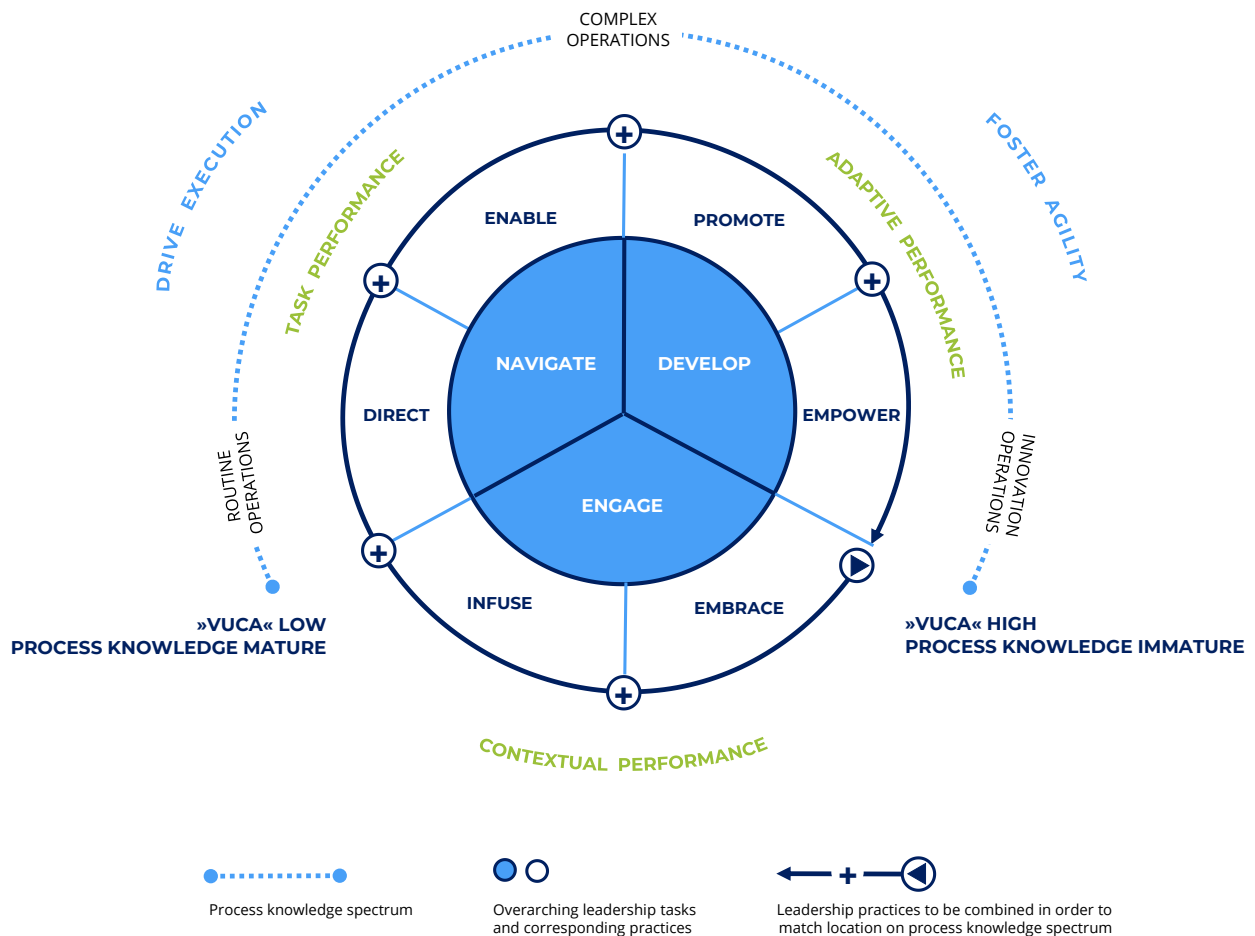 COMPLEX
OPERATIONS
DRIVE EXECUTION
FOSTER AGILITY
TASK PERFORMANCE
ADAPTIVE PERFORMANCE
ENABLE
PROMOTE
NAVIGATE
DEVELOP
DIRECT
EMPOWER
ROUTINE
OPERATIONS
INNOVATION
OPERATIONS
ENGAGE
INFUSE
EMBRACE
»VUCA« LOW
PROCESS KNOWLEDGE MATURE
»VUCA« HIGH
PROCESS KNOWLEDGE IMMATURE
CONTEXTUAL PERFORMANCE
Process knowledge spectrum
Overarching leadership tasks
and corresponding practices
Leadership practices to be combined in order to
match location on process knowledge spectrum